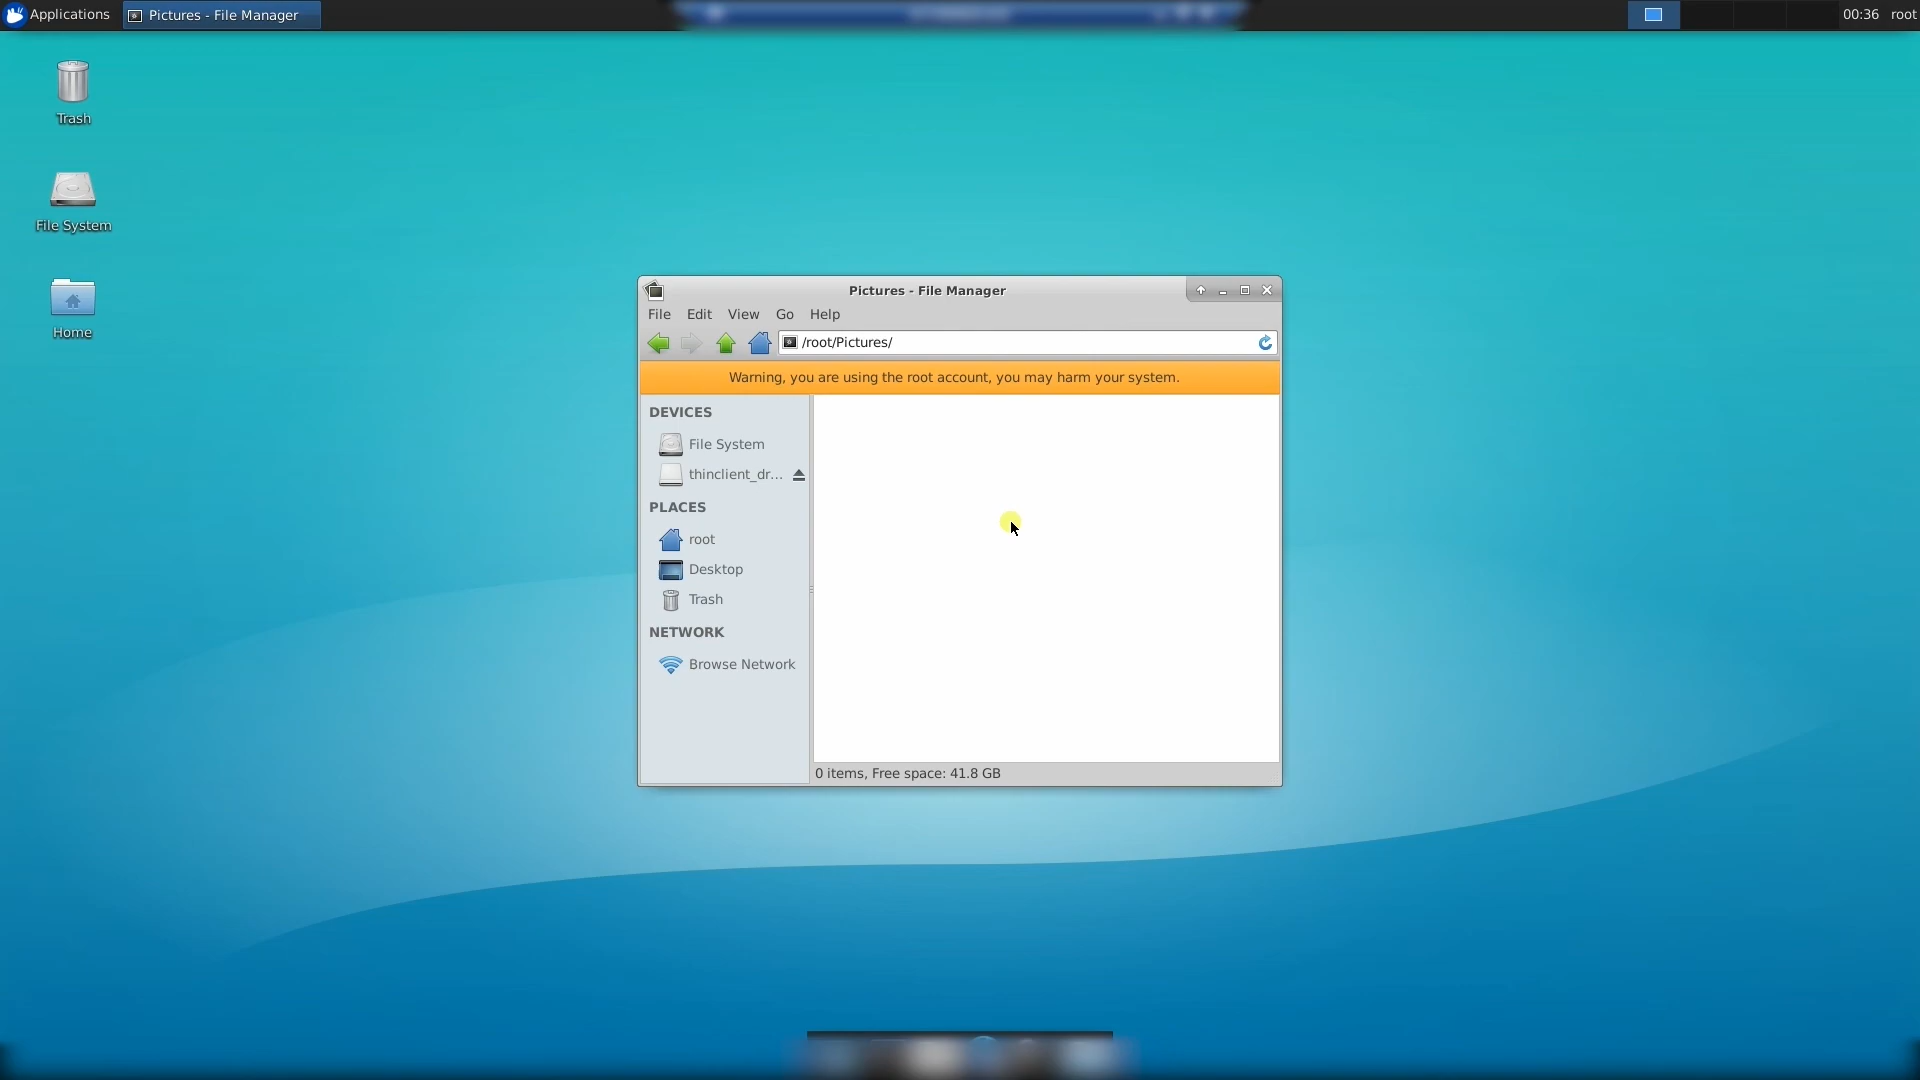 Applications
Pictures - File Manager
00:36 root
Trash
File System
Home
Pictures - File Manager
File Edit View Go Help
/root/Pictures/
Warning, you are using the root account, you may harm your system.
DEVICES
File System
thinclient_dr...
PLACES
root
Desktop
Trash
NETWORK
Browse Network
0 items, Free space: 41.8 GB